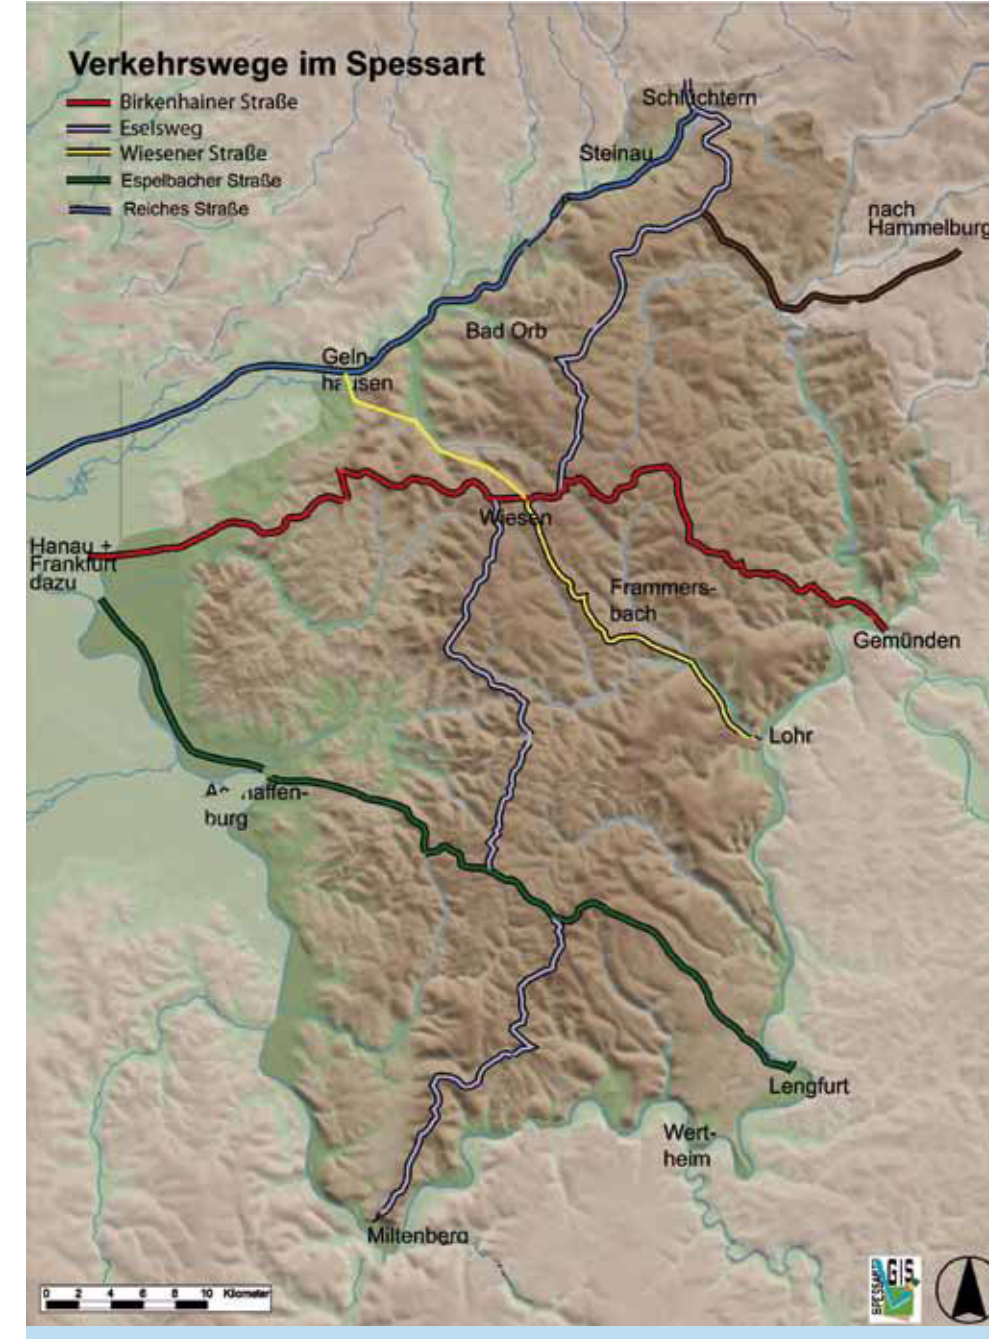 Verkehrswege im Spessart
Birkenhainer Straße
Eselsweg
Wiesener Straße
Espelbacher Straße
Reiches Straße
Schlüchtern
Steinau
nach
Hammelburg
Bad Orb
Geln-
hausen
Wiesen
Hanau +
Frankfurt
dazu
Frammers-
bach
Gemünden
Lohr
burg
Lengfurt
Wert-
heim
Miltenberg
0 2 4 6 8 10 Kilometer
SPESSART
GIS